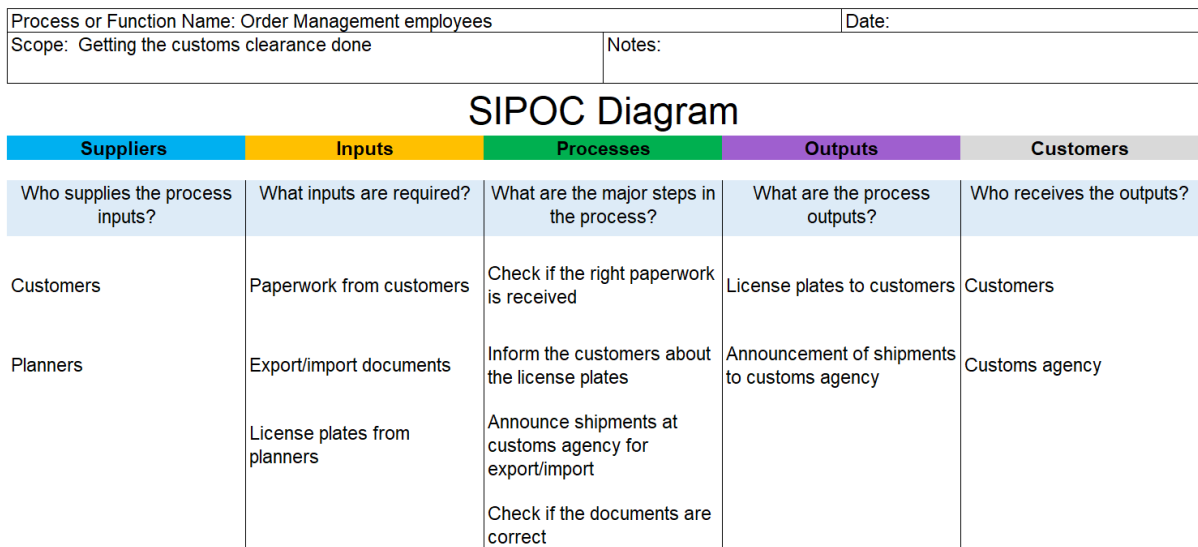 Process or Function Name: Order Management employees
Date:
Scope: Getting the customs clearance done
Notes:
SIPOC Diagram
Suppliers
Inputs
Processes
Outputs
Customers
Who supplies the process
inputs?
What inputs are required?
What are the major steps in
the process?
What are the process
outputs?
Who receives the outputs?
Customers
Paperwork from customers
Check if the right paperwork
is received
License plates to customers
Customers
Planners
Export/import documents
Inform the customers about
the license plates
Announcement of shipments
to customs agency
Customs agency
License plates from
planners
Announce shipments at
customs agency for
export/import
Check if the documents are
correct